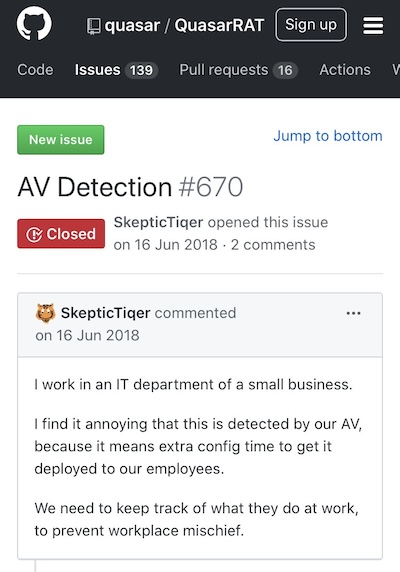 quasar / QuasarRAT Sign up
Code Issues 139 Pull requests 16 Actions W
New issue Jump to bottom
AV Detection #670
Closed SkepticTiqer opened this issue
on 16 Jun 2018 · 2 comments
SkepticTiqer commented ...
on 16 Jun 2018
I work in an IT department of a small business.
I find it annoying that this is detected by our AV,
because it means extra config time to get it
deployed to our employees.
We need to keep track of what they do at work,
to prevent workplace mischief.